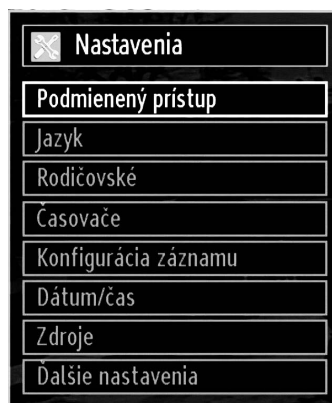 Nastavenia
Podmienený prístup
Jazyk
Rodičovské
Časovače
Konfigurácia záznamu
Dátum/čas
Zdroje
Ďalšie nastavenia